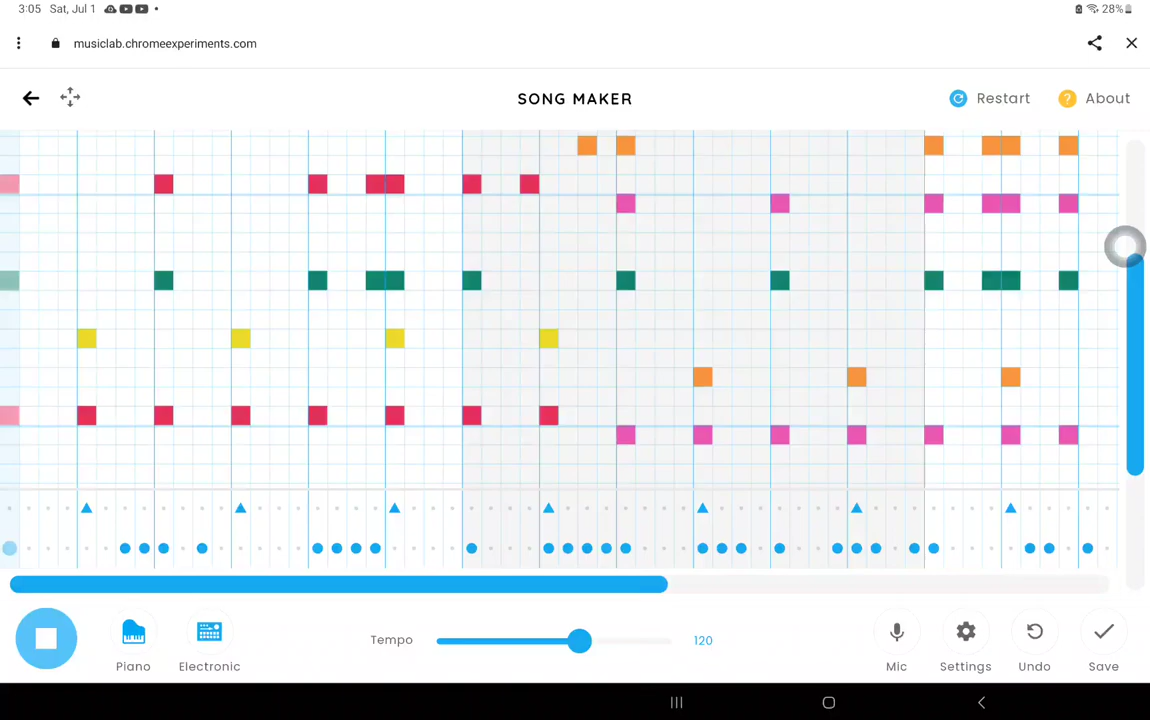 3:05 Sat, Jul 1 • 28%
musiclab.chromeexperiments.com
SONG MAKER
Restart
? About
Tempo 120
Piano Electronic Mic Settings Undo Save